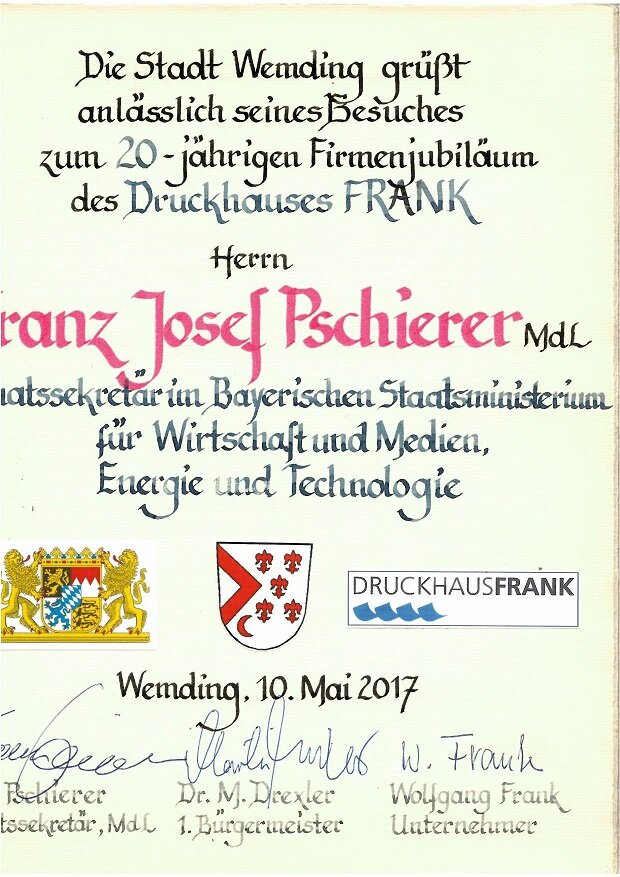 Die Stadt Wemding grüßt
anlässlich seines Besuches
zum 20-jährigen Firmenjubiläum
des Druckhauses FRANK
Herrn
ranz Josef Pschierer MdL
atssekretär im Bayerischen Staatsministerium
für Wirtschaft und Medien,
Energie und Technologie
DRUCKHAUSFRANK
Wemding, 10. Mai 2017
W. Frank
Pschierer Dr. M. Drexler Wolfgang Frank
tssekretär, MdL 1. Bürgermeister Unternehmer